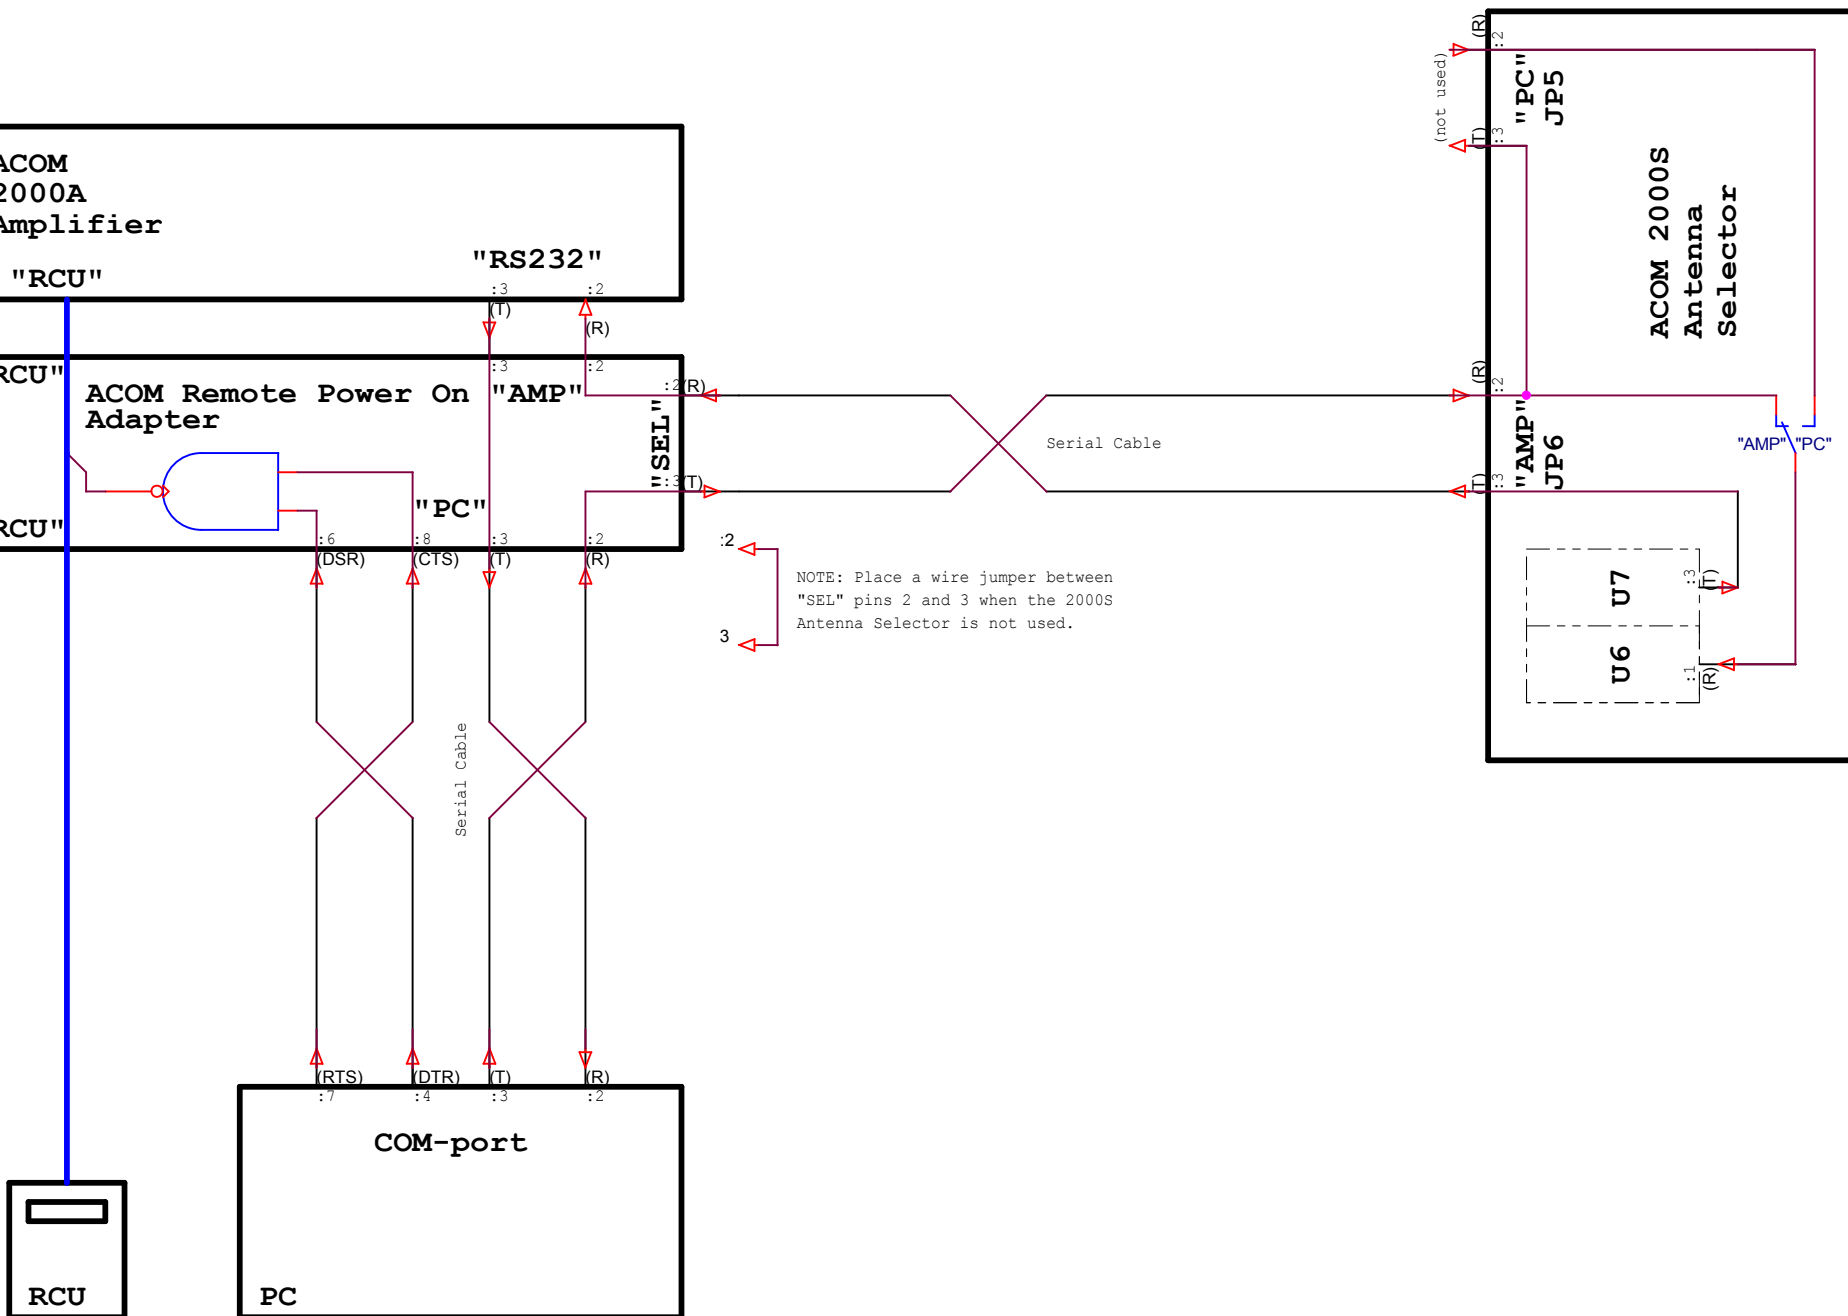 ACOM
2000A
Amplifier
"RCU"
"RS232"
:3
(T)
:2
(R)
RCU"
ACOM Remote Power On
Adapter
"AMP"
:3
:2
:2(R)
"SEL"
:3(T)
"PC"
RCU"
:6
(DSR)
:8
(CTS)
:3
(T)
:2
(R)
Serial Cable
:2
3
NOTE: Place a wire jumper between
"SEL" pins 2 and 3 when the 2000S
Antenna Selector is not used.
Serial Cable
(RTS)
:7
(DTR)
:4
(T)
:3
(R)
:2
COM-port
PC
RCU
(R)
:2
(not used)
"PC"
JP5
(T)
:3
ACOM 2000S
Antenna
Selector
(R)
:2
"AMP"
JP6
(T)
:3
"AMP"
"PC"
U7
:3
(T)
U6
:1
(R)